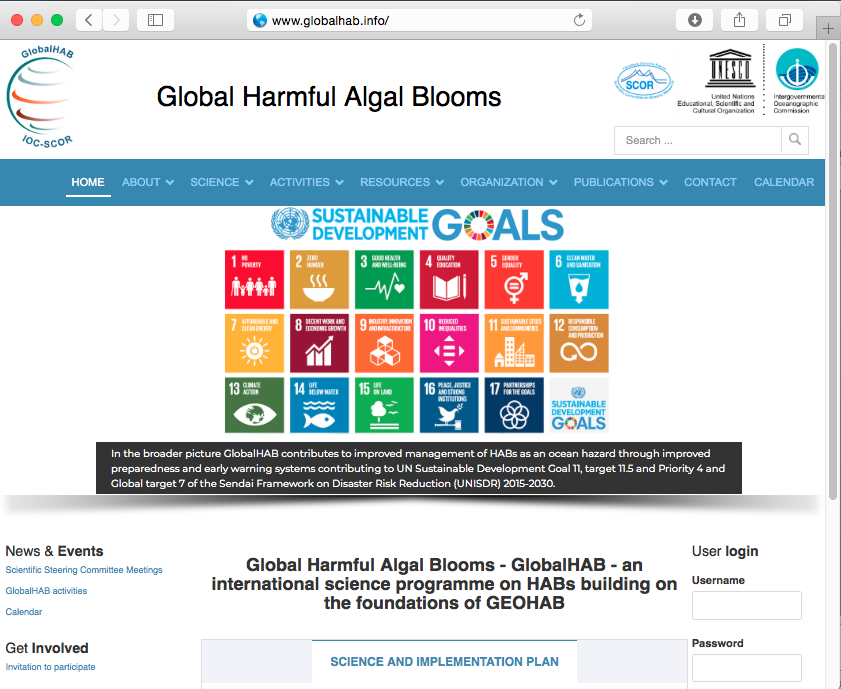 www.globalhab.info/
GlobalHAB
IOC-SCOR
Global Harmful Algal Blooms
SCOR
UNESCO
United Nations
Educational, Scientific and
Cultural Organization
Intergovernmental
Oceanographic
Commission
Search ...
HOME ABOUT SCIENCE ACTIVITIES RESOURCES ORGANIZATION PUBLICATIONS CONTACT CALENDAR
SUSTAINABLE
DEVELOPMENT GOALS
1 NO
POVERTY
2 ZERO
HUNGER
3 GOOD HEALTH
AND WELL-BEING
4 QUALITY
EDUCATION
5 GENDER
EQUALITY
6 CLEAN WATER
AND SANITATION
7 AFFORDABLE AND
CLEAN ENERGY
8 DECENT WORK AND
ECONOMIC GROWTH
9 INDUSTRY, INNOVATION
AND INFRASTRUCTURE
10 REDUCED
INEQUALITIES
11 SUSTAINABLE CITIES
AND COMMUNITIES
12 RESPONSIBLE
CONSUMPTION
AND PRODUCTION
13 CLIMATE
ACTION
14 LIFE
BELOW WATER
15 LIFE
ON LAND
16 PEACE, JUSTICE
AND STRONG
INSTITUTIONS
17 PARTNERSHIPS
FOR THE GOALS
SUSTAINABLE
DEVELOPMENT
GOALS
In the broader picture GlobalHAB contributes to improved management of HABs as an ocean hazard through improved
preparedness and early warning systems contributing to UN Sustainable Development Goal 11, target 11.5 and Priority 4 and
Global target 7 of the Sendai Framework on Disaster Risk Reduction (UNISDR) 2015-2030.
News & Events
Scientific Steering Committee Meetings
GlobalHAB activities
Calendar
Get Involved
Invitation to participate
Global Harmful Algal Blooms - GlobalHAB - an
international science programme on HABs building on
the foundations of GEOHAB
SCIENCE AND IMPLEMENTATION PLAN
User login
Username
Password